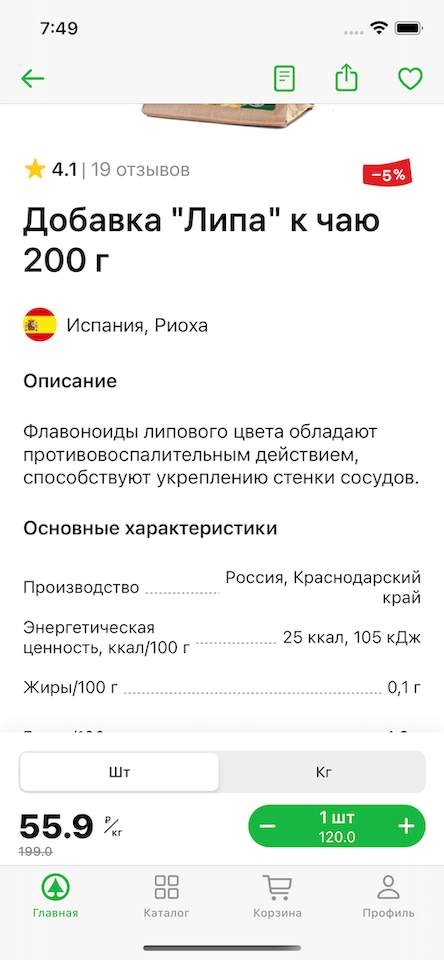 7:49
4.1 | 19 отзывов
–5%
Добавка "Липа" к чаю
200 г
Испания, Риоха
Описание
Флавоноиды липового цвета обладают
противовоспалительным действием,
способствуют укреплению стенки сосудов.
Основные характеристики
Производство
Россия, Краснодарский
край
Энергетическая
ценность, ккал/100 г
25 ккал, 105 кДж
Жиры/100 г
0,1 г
Шт
Кг
55.9 ₽/кг
199.0
1 шт
120.0
Главная
Каталог
Корзина
Профиль